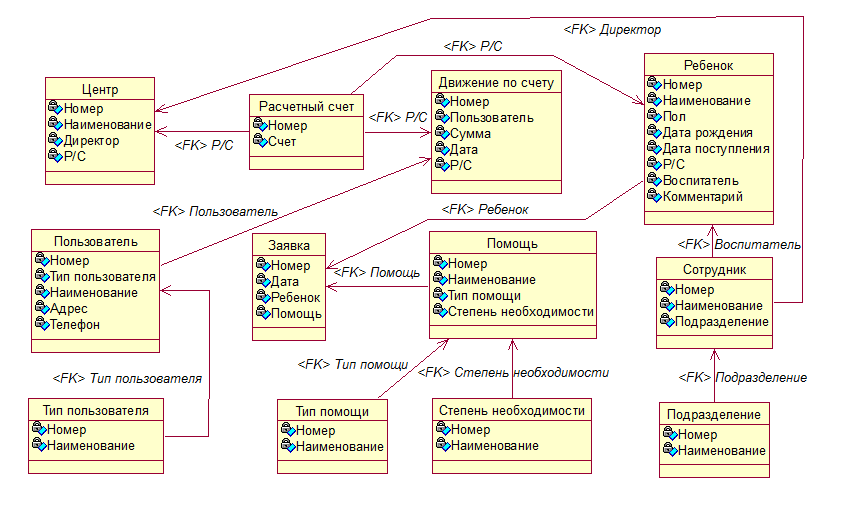 <FK> Директор
<FK> Р/С
Центр
Номер
Наименование
Директор
Р/С
Расчетный счет
Номер
Счет
<FK> Р/С
<FK> Р/С
Движение по счету
Номер
Пользователь
Сумма
Дата
Р/С
Ребенок
Номер
Наименование
Пол
Дата рождения
Дата поступления
Р/С
Воспитатель
Комментарий
<FK> Пользователь
<FK> Ребенок
<FK> Воспитатель
Пользователь
Номер
Тип пользователя
Наименование
Адрес
Телефон
Заявка
Номер
Дата
Ребенок
Помощь
<FK> Помощь
Помощь
Номер
Наименование
Тип помощи
Степень необходимости
Сотрудник
Номер
Наименование
Подразделение
<FK> Тип пользователя
<FK> Тип помощи
<FK> Степень необходимости
<FK> Подразделение
Тип пользователя
Номер
Наименование
Тип помощи
Номер
Наименование
Степень необходимости
Номер
Наименование
Подразделение
Номер
Наименование